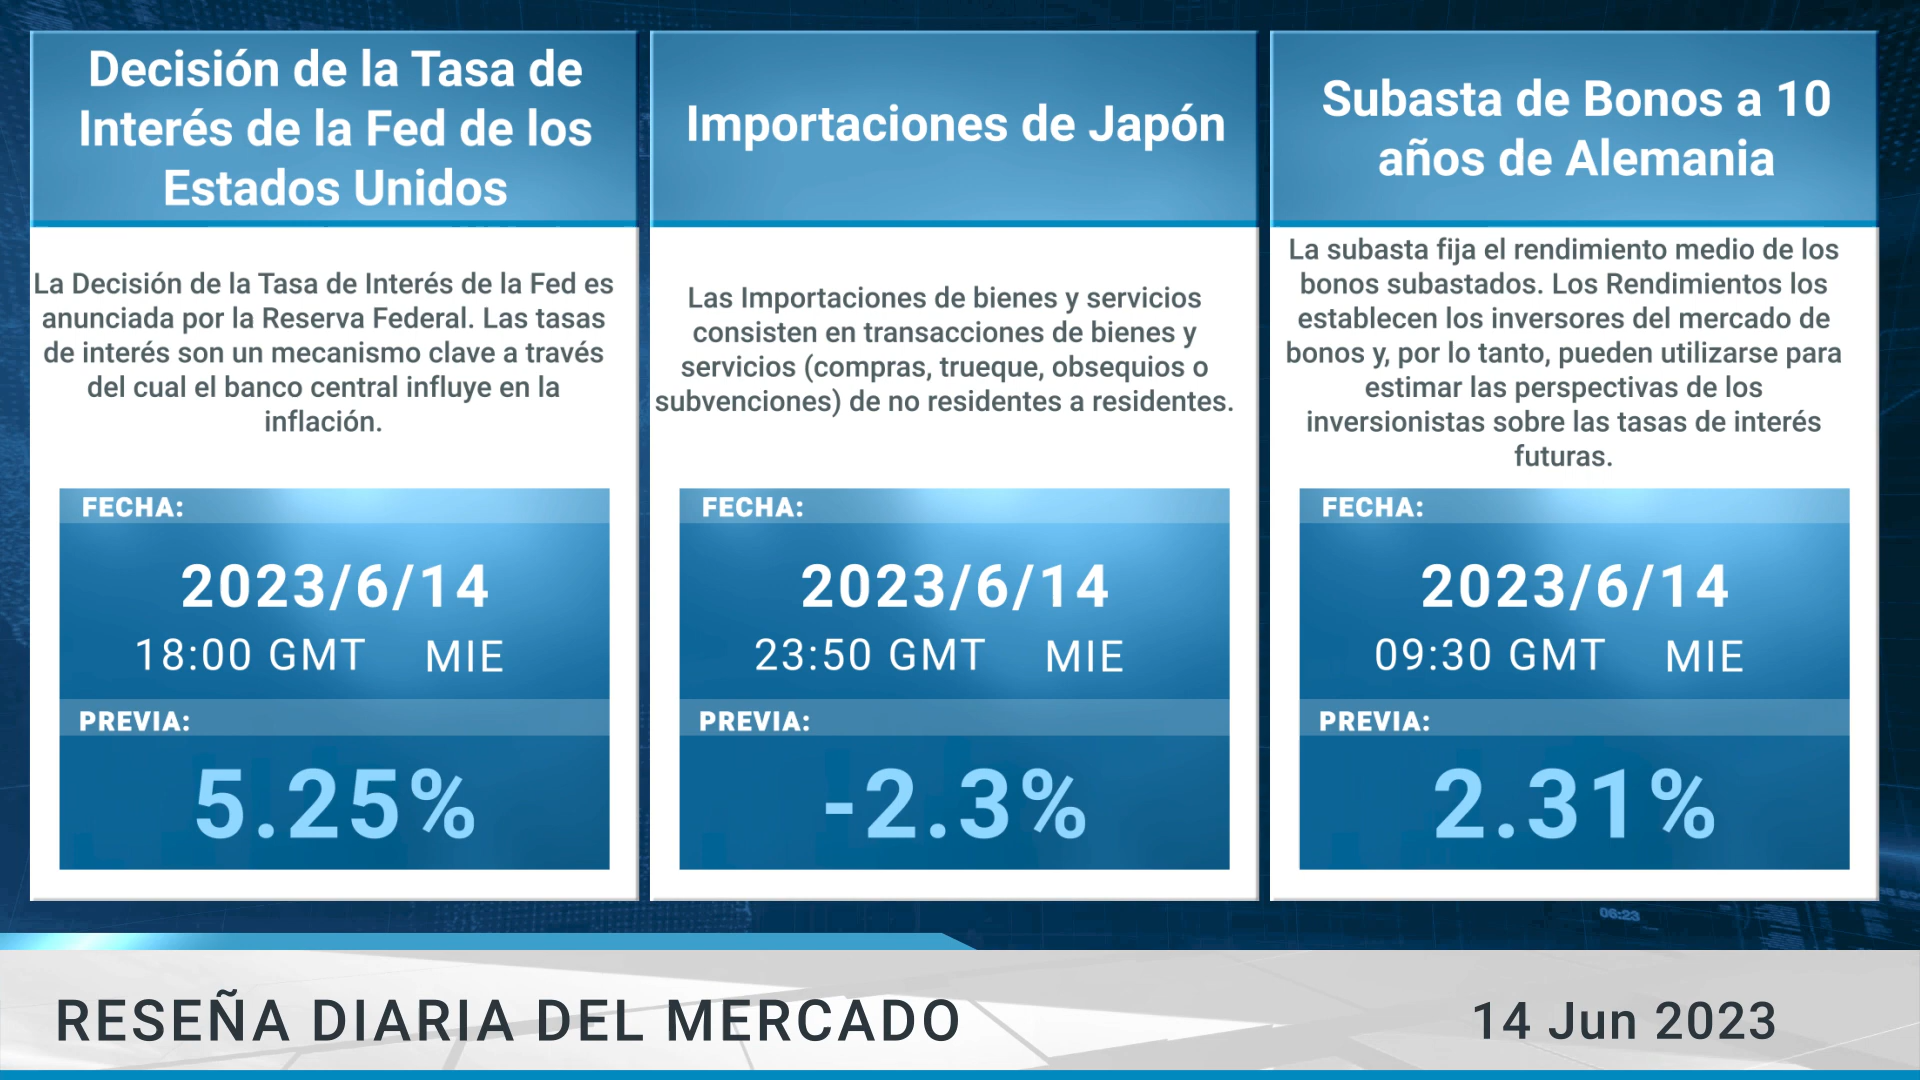 Decisión de la Tasa de
Interés de la Fed de los
Estados Unidos
La Decisión de la Tasa de Interés de la Fed es
anunciada por la Reserva Federal. Las tasas
de interés son un mecanismo clave a través
del cual el banco central influye en la
inflación.
FECHA:
2023/6/14
18:00 GMT MIE
PREVIA:
5.25%
Importaciones de Japón
Las Importaciones de bienes y servicios
consisten en transacciones de bienes y
servicios (compras, trueque, obsequios o
subvenciones) de no residentes a residentes.
FECHA:
2023/6/14
23:50 GMT MIE
PREVIA:
-2.3%
Subasta de Bonos a 10
años de Alemania
La subasta fija el rendimiento medio de los
bonos subastados. Los Rendimientos los
establecen los inversores del mercado de
bonos y, por lo tanto, pueden utilizarse para
estimar las perspectivas de los
inversionistas sobre las tasas de interés
futuras.
FECHA:
2023/6/14
09:30 GMT MIE
PREVIA:
2.31%
06:23
RESEÑA DIARIA DEL MERCADO
14 Jun 2023